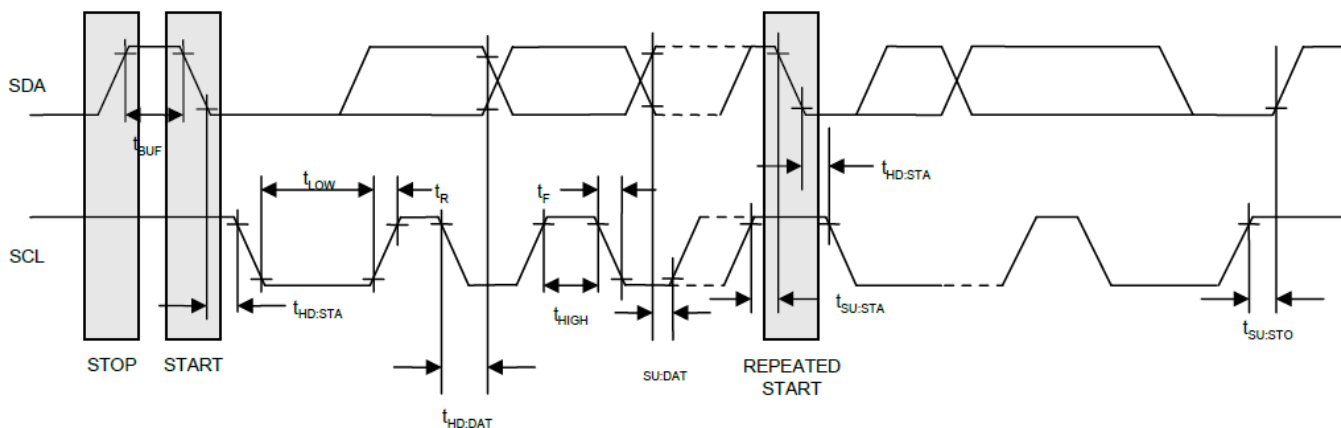 SDA
tBUF
tHD:STA
tLOW
tR
tF
SCL
tHD:STA
tHIGH
tSU:STA
tSU:STO
STOP
START
SU:DAT
REPEATED
START
tHD:DAT